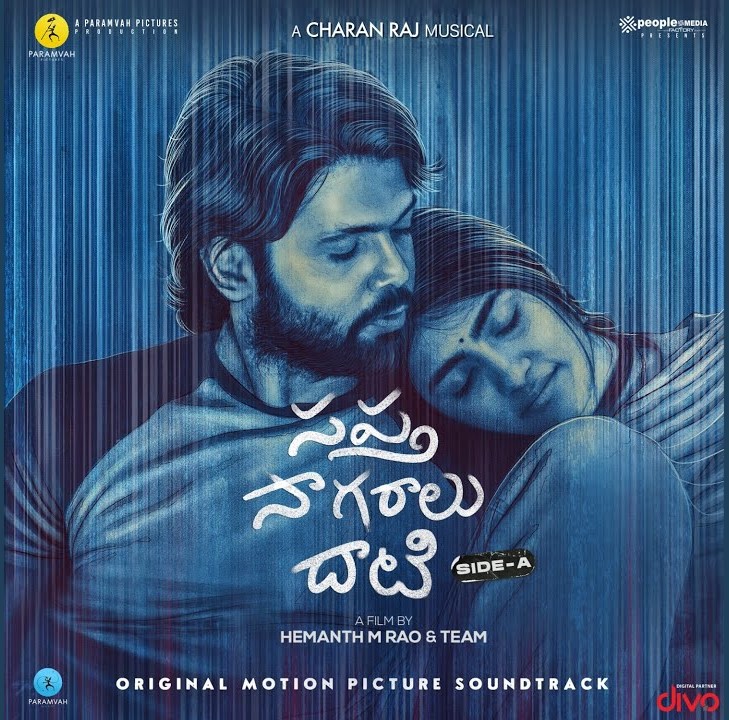 A PARAMVAH PICTURES
PRODUCTION
PARAMVAH
PICTURES
A CHARAN RAJ MUSICAL
people MEDIA
FACTORY
PRESENTS
సప్త
సాగరాలు
దాటి
SIDE-A
A FILM BY
HEMANTH M RAO & TEAM
PARAMVAH
ORIGINAL MOTION PICTURE SOUNDTRACK
DIGITAL PARTNER
divo